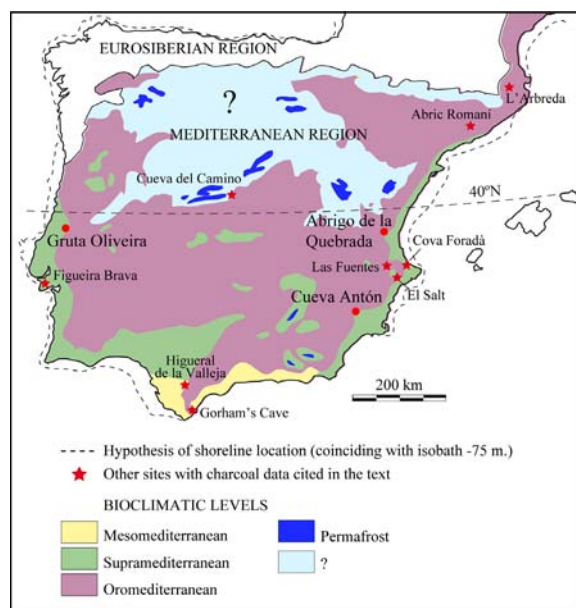 EUROSIBERIAN REGION
?
L'Arbreda
Abric Romaní
MEDITERRANEAN REGION
Cueva del Camino
40ºN
Abrigo de la
Quebrada
Gruta Oliveira
Cova Foradà
Las Fuentes
Figueira Brava
El Salt
Cueva Antón
Higueral
de la Valleja
200 km
Gorham's Cave
Hypothesis of shoreline location (coinciding with isobath -75 m.)
Other sites with charcoal data cited in the text
BIOCLIMATIC LEVELS
Mesomediterranean
Permafrost
Supramediterranean
?
Oromediterranean